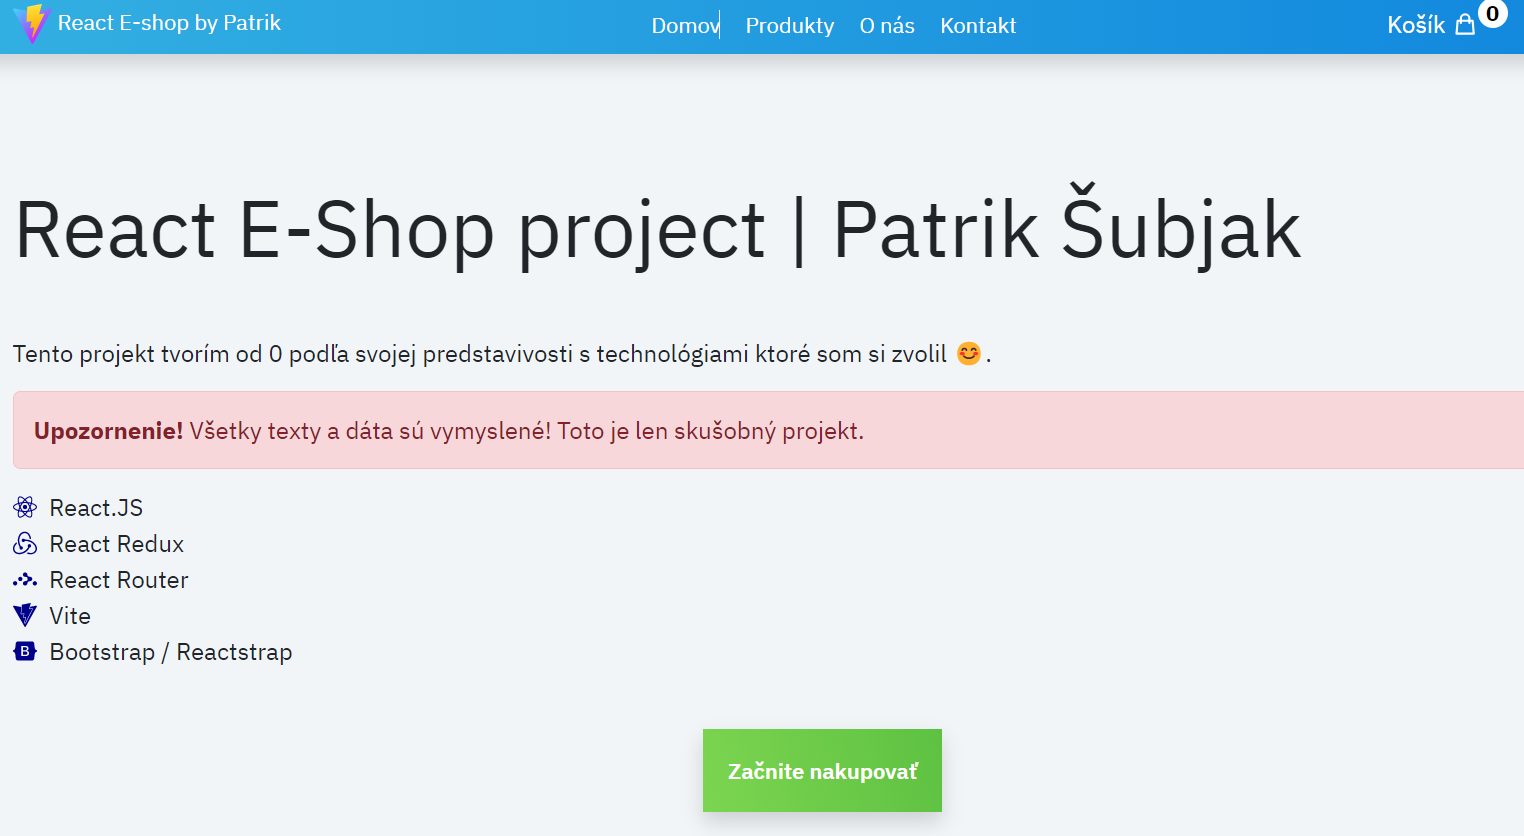 React E-shop by Patrik
Domov Produkty O nás Kontakt
Košík 0
React E-Shop project | Patrik Šubjak
Tento projekt tvorím od 0 podľa svojej predstavivosti s technológiami ktoré som si zvolil 😊.
Upozornenie! Všetky texty a dáta sú vymyslené! Toto je len skušobný projekt.
React.JS
React Redux
React Router
Vite
B Bootstrap / Reactstrap
Začnite nakupovať